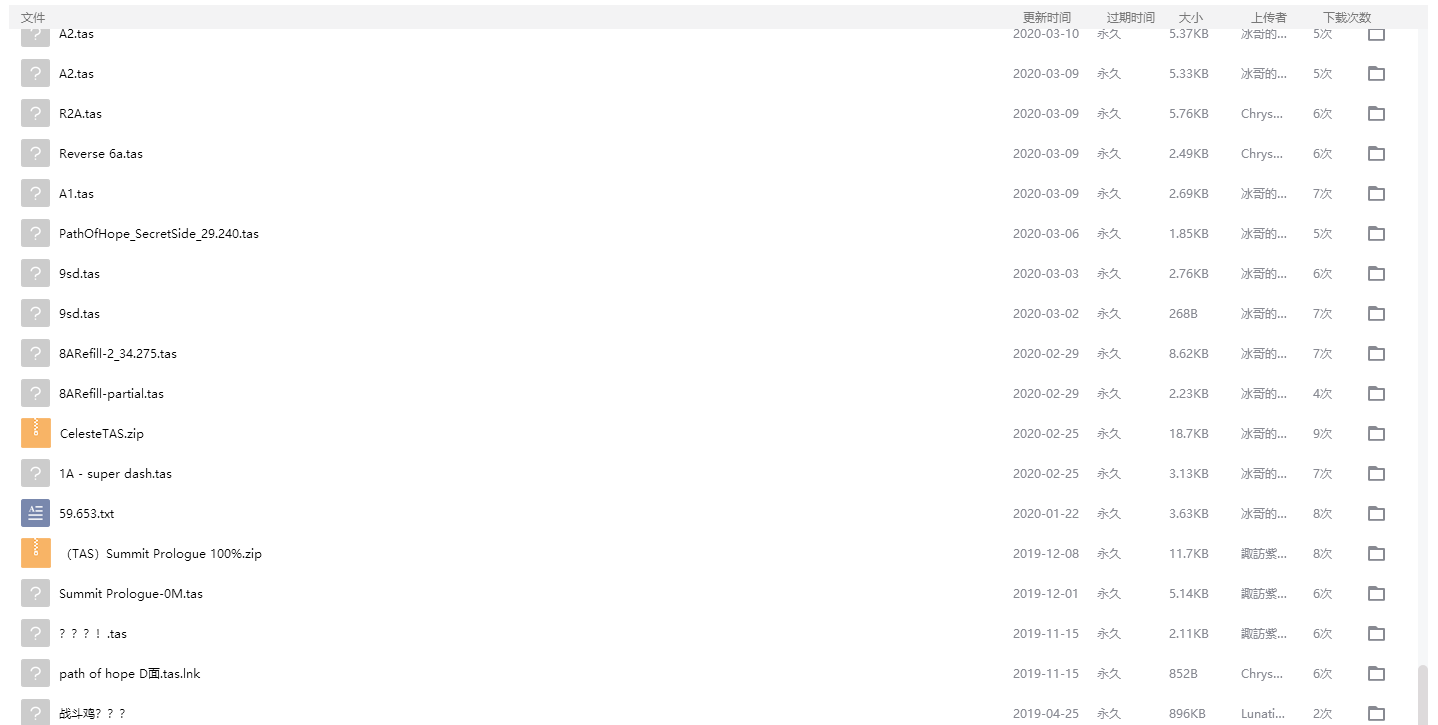 文件 更新时间 过期时间 大小 上传者 下载次数
A2.tas 2020-03-10 永久 5.37KB 冰哥的... 5次
A2.tas 2020-03-09 永久 5.33KB 冰哥的... 5次
R2A.tas 2020-03-09 永久 5.76KB Chrys... 6次
Reverse 6a.tas 2020-03-09 永久 2.49KB Chrys... 6次
A1.tas 2020-03-09 永久 2.69KB 冰哥的... 7次
PathOfHope_SecretSide_29.240.tas 2020-03-06 永久 1.85KB 冰哥的... 5次
9sd.tas 2020-03-03 永久 2.76KB 冰哥的... 6次
9sd.tas 2020-03-02 永久 268B 冰哥的... 7次
8ARefill-2_34.275.tas 2020-02-29 永久 8.62KB 冰哥的... 7次
8ARefill-partial.tas 2020-02-29 永久 2.23KB 冰哥的... 4次
CelesteTAS.zip 2020-02-25 永久 18.7KB 冰哥的... 9次
1A - super dash.tas 2020-02-25 永久 3.13KB 冰哥的... 7次
59.653.txt 2020-01-22 永久 3.63KB 冰哥的... 8次
（TAS）Summit Prologue 100%.zip 2019-12-08 永久 11.7KB 諏訪紫... 8次
Summit Prologue-0M.tas 2019-12-01 永久 5.14KB 諏訪紫... 6次
？？？！.tas 2019-11-15 永久 2.11KB 諏訪紫... 6次
path of hope D面.tas.lnk 2019-11-15 永久 852B Chrys... 6次
战斗鸡？？？ 2019-04-25 永久 896KB Lunati... 2次